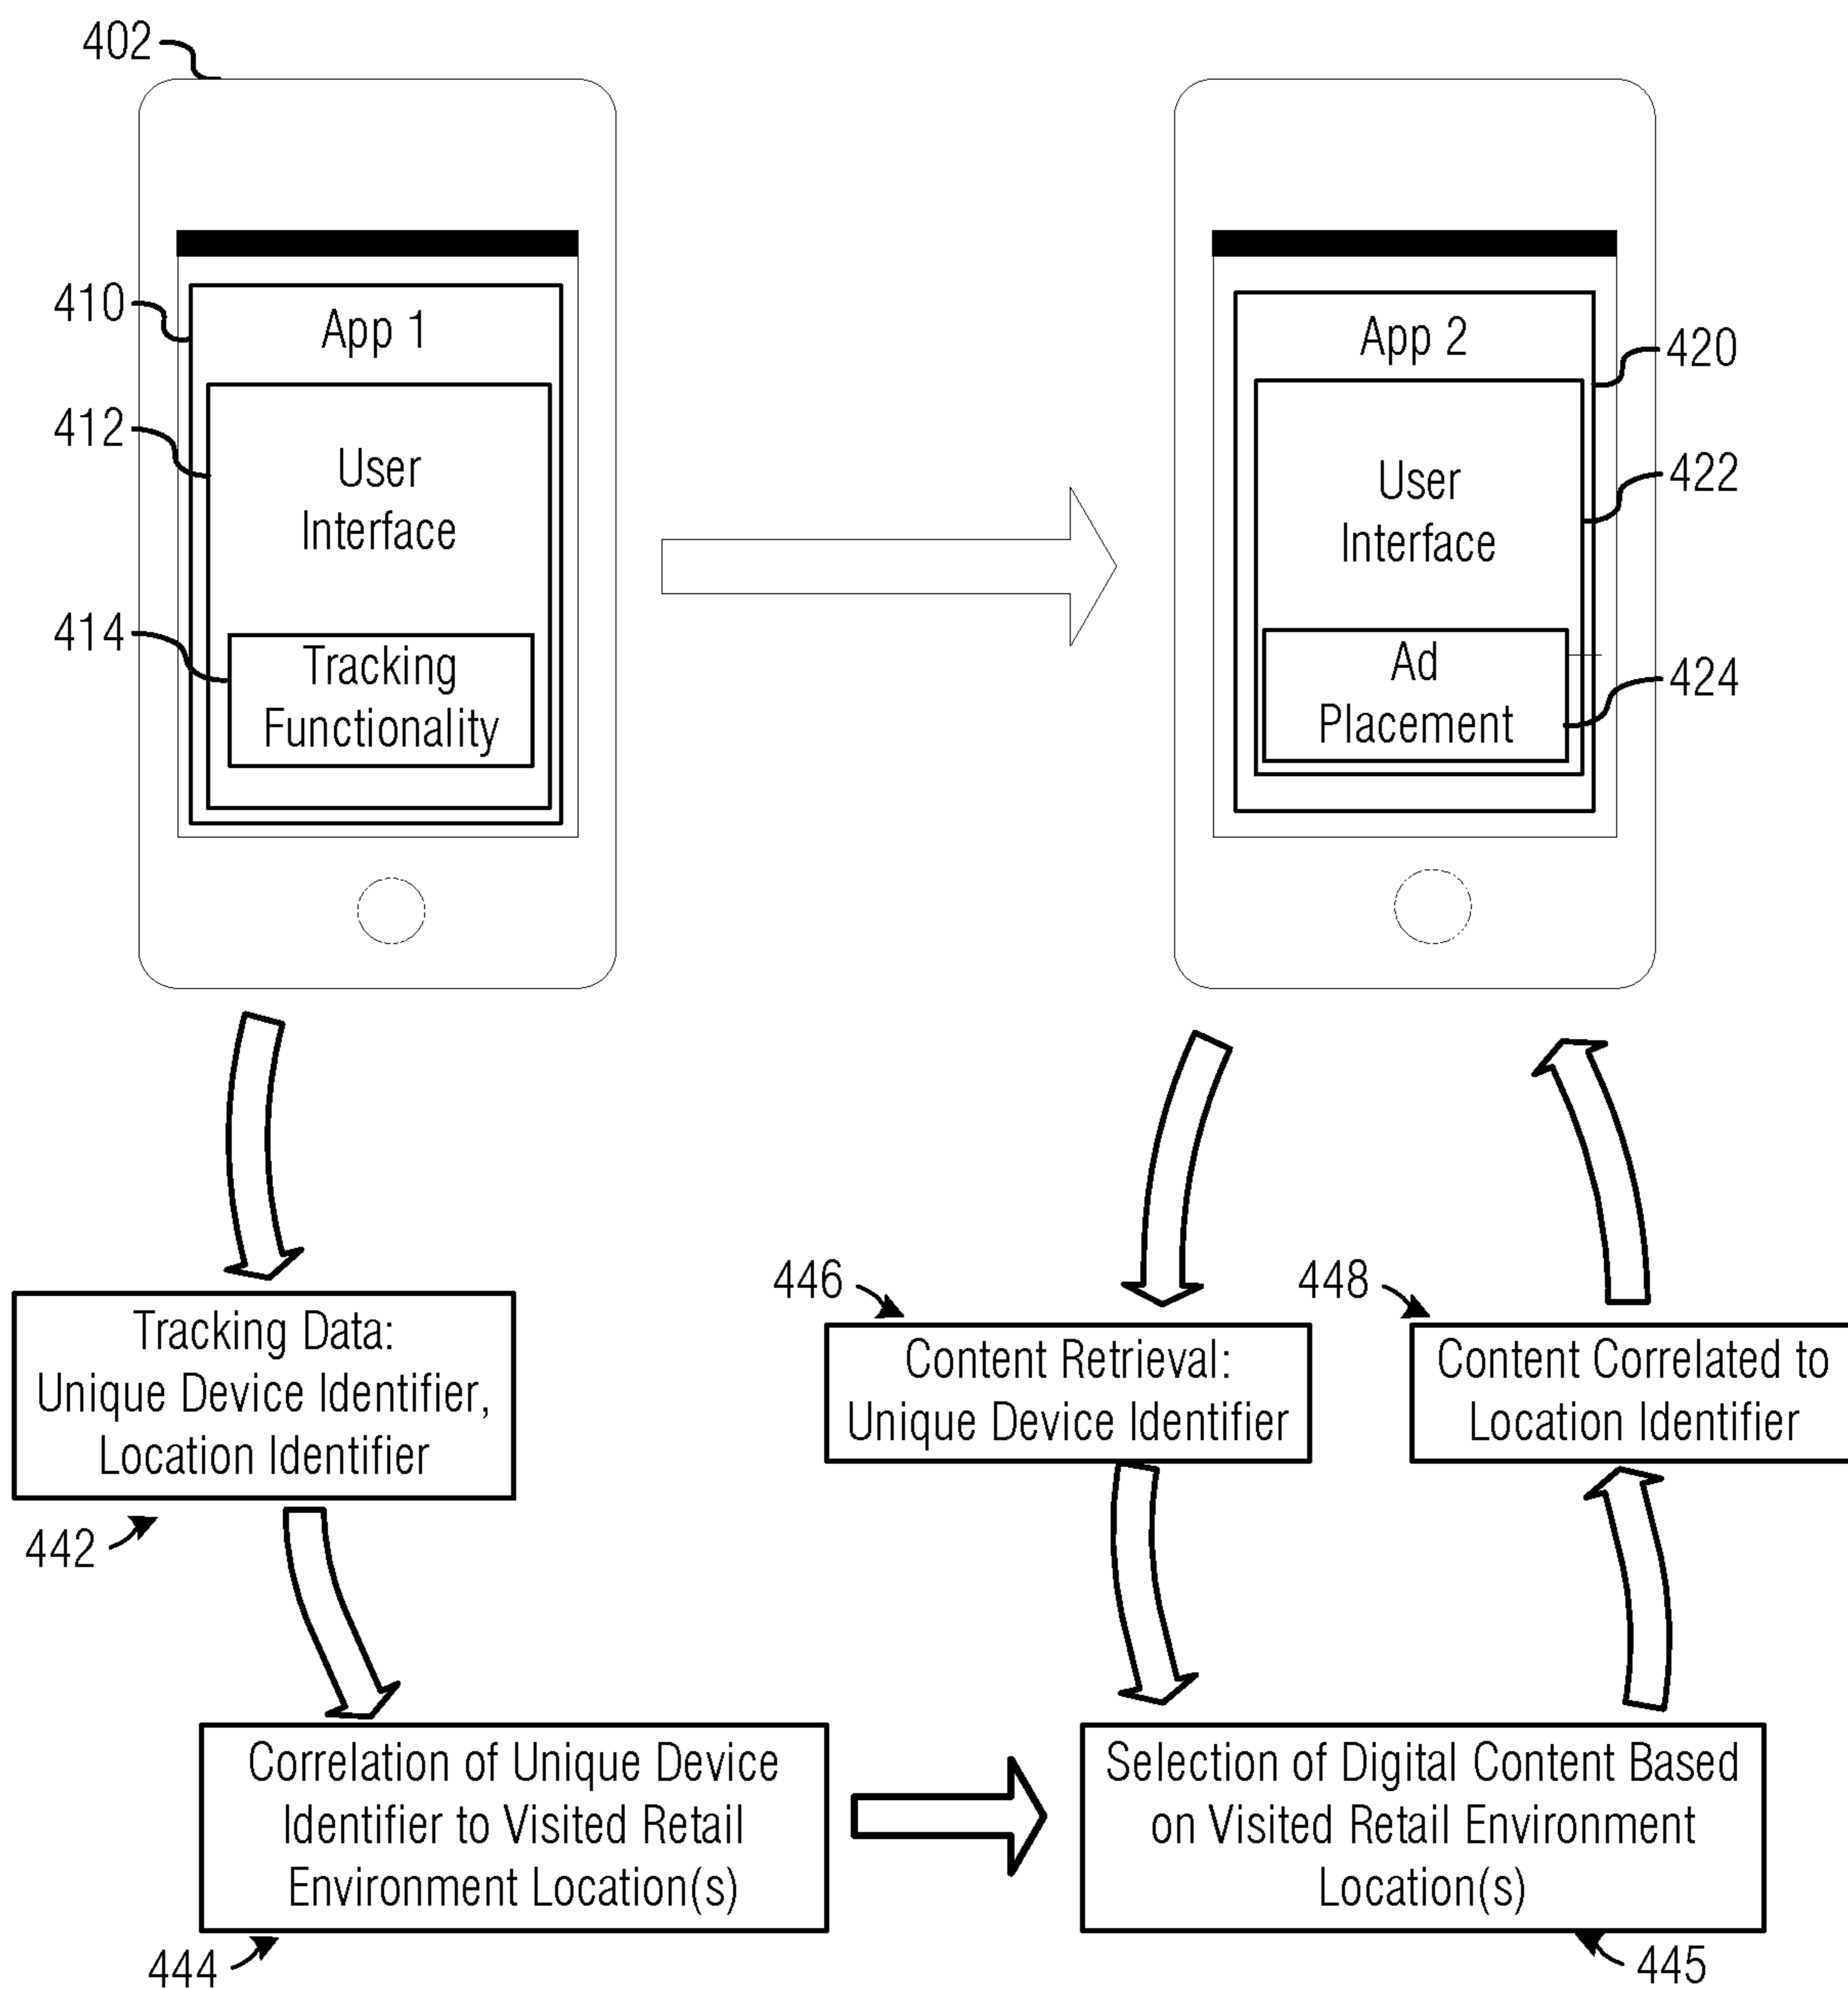 402
410
App 1
412
User
Interface
414
Tracking
Functionality
App 2
420
User
Interface
422
Ad
Placement
424
Tracking Data:
Unique Device Identifier,
Location Identifier
442
446
Content Retrieval:
Unique Device Identifier
448
Content Correlated to
Location Identifier
Correlation of Unique Device
Identifier to Visited Retail
Environment Location(s)
444
Selection of Digital Content Based
on Visited Retail Environment
Location(s)
445